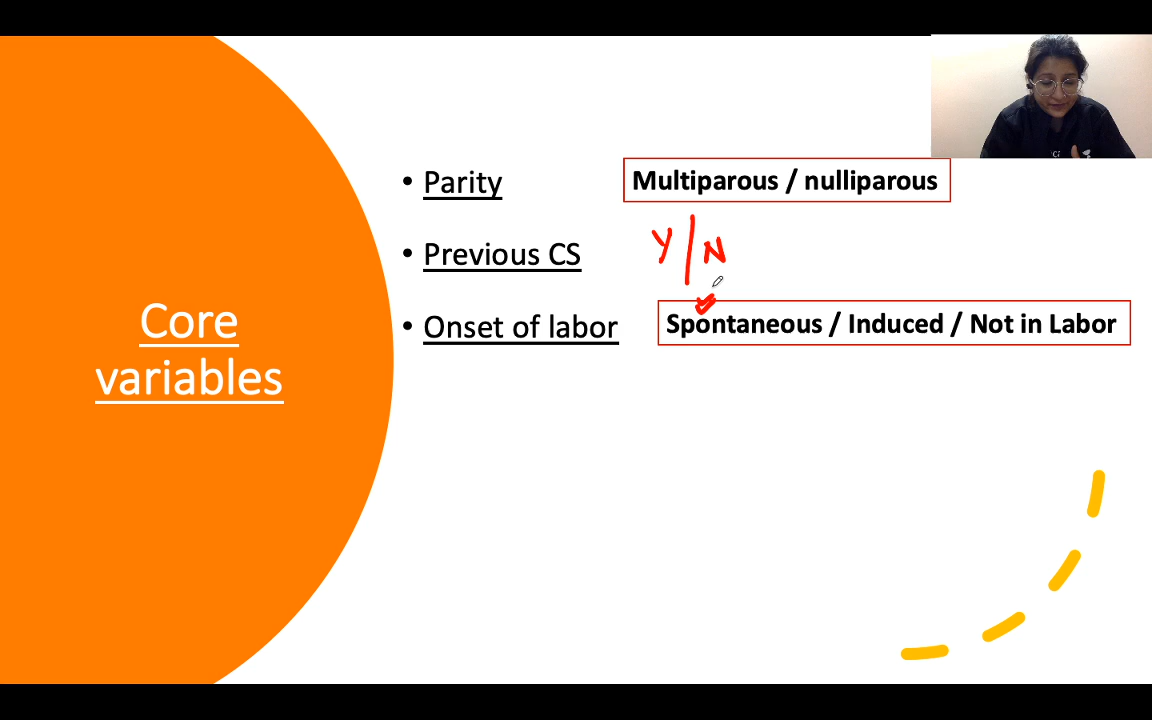 Core
variables
• Parity
Multiparous / nulliparous
• Previous CS
Y/N
• Onset of labor
Spontaneous / Induced / Not in Labor